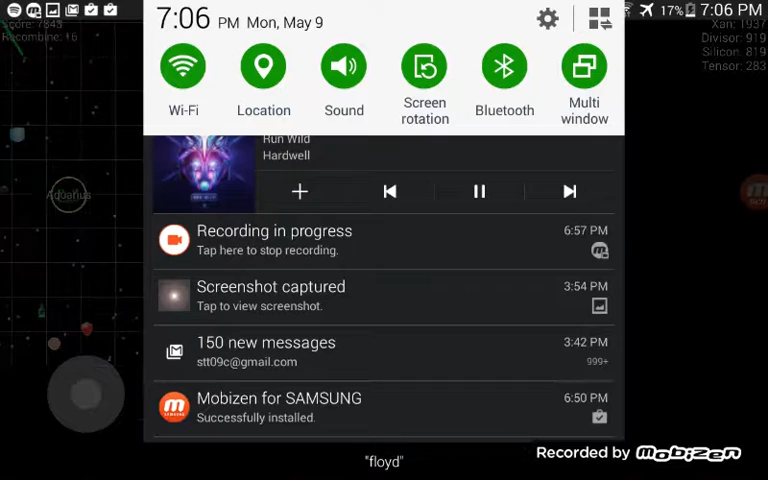 7:06 PM Mon, May 9
17% 7:06 PM
Score: 7843
Recombine: 16
Xan: 1937
Divisor: 919
Silicon: 819
Tensor: 283
Wi-Fi
Location
Sound
Screen rotation
Bluetooth
Multi window
Run Wild
Hardwell
Aquarius
Recording in progress 6:57 PM
Tap here to stop recording.
Screenshot captured 3:54 PM
Tap to view screenshot.
150 new messages 3:42 PM
stt09c@gmail.com 999+
Mobizen for SAMSUNG 6:50 PM
Successfully installed.
"floyd"
Recorded by mobizen